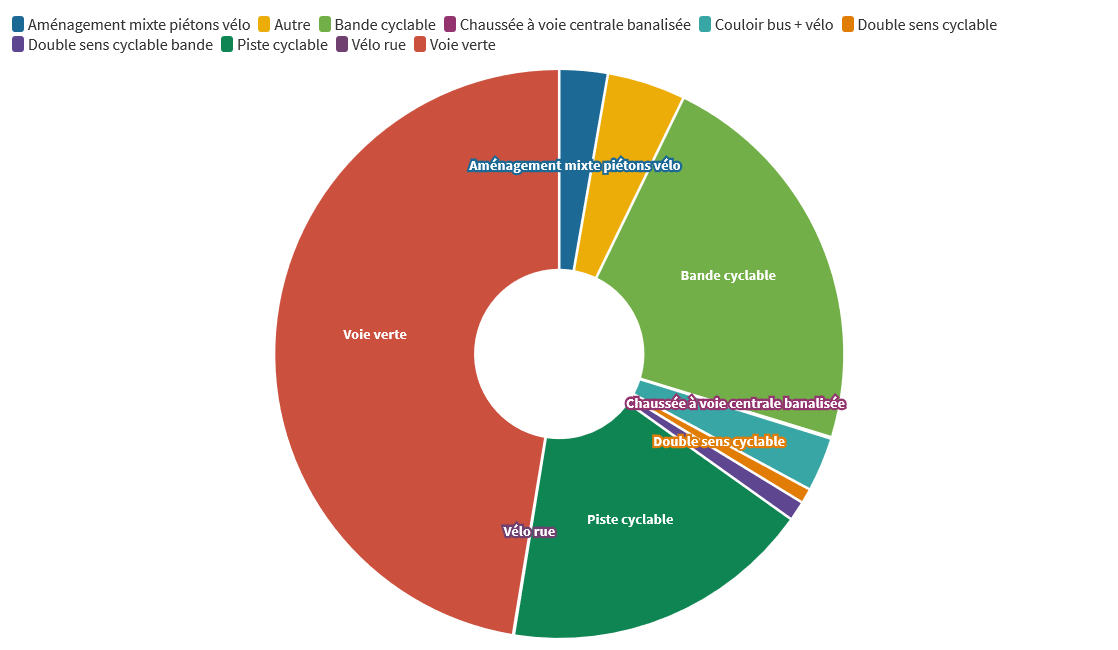 Aménagement mixte piétons vélo Autre Bande cyclable Chaussée à voie centrale banalisée Couloir bus + vélo Double sens cyclable
Double sens cyclable bande Piste cyclable Vélo rue Voie verte
Aménagement mixte piétons vélo
Bande cyclable
Voie verte
Chaussée à voie centrale banalisée
Double sens cyclable
Piste cyclable
Vélo rue